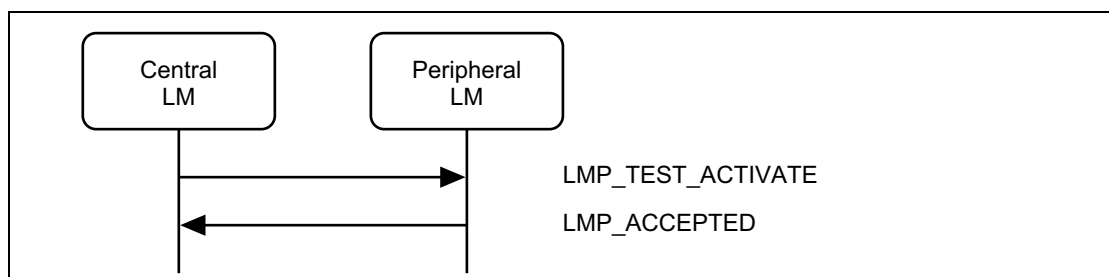 Central
LM
Peripheral
LM
LMP_TEST_ACTIVATE
LMP_ACCEPTED